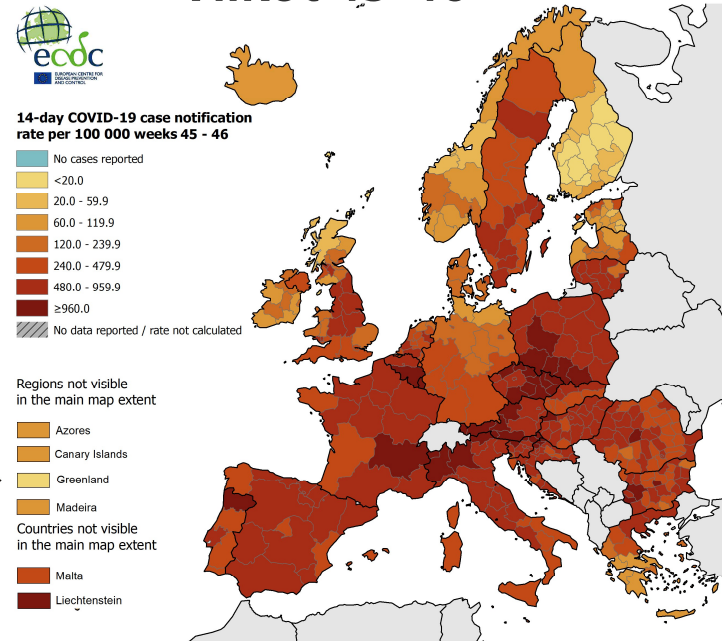 ecdc
EUROPEAN CENTRE FOR
DISEASE PREVENTION
AND CONTROL
14-day COVID-19 case notification
rate per 100 000 weeks 45 - 46
No cases reported
<20.0
20.0 - 59.9
60.0 - 119.9
120.0 - 239.9
240.0 - 479.9
480.0 - 959.9
≥960.0
No data reported / rate not calculated
Regions not visible
in the main map extent
Azores
Canary Islands
Greenland
Madeira
Countries not visible
in the main map extent
Malta
Liechtenstein